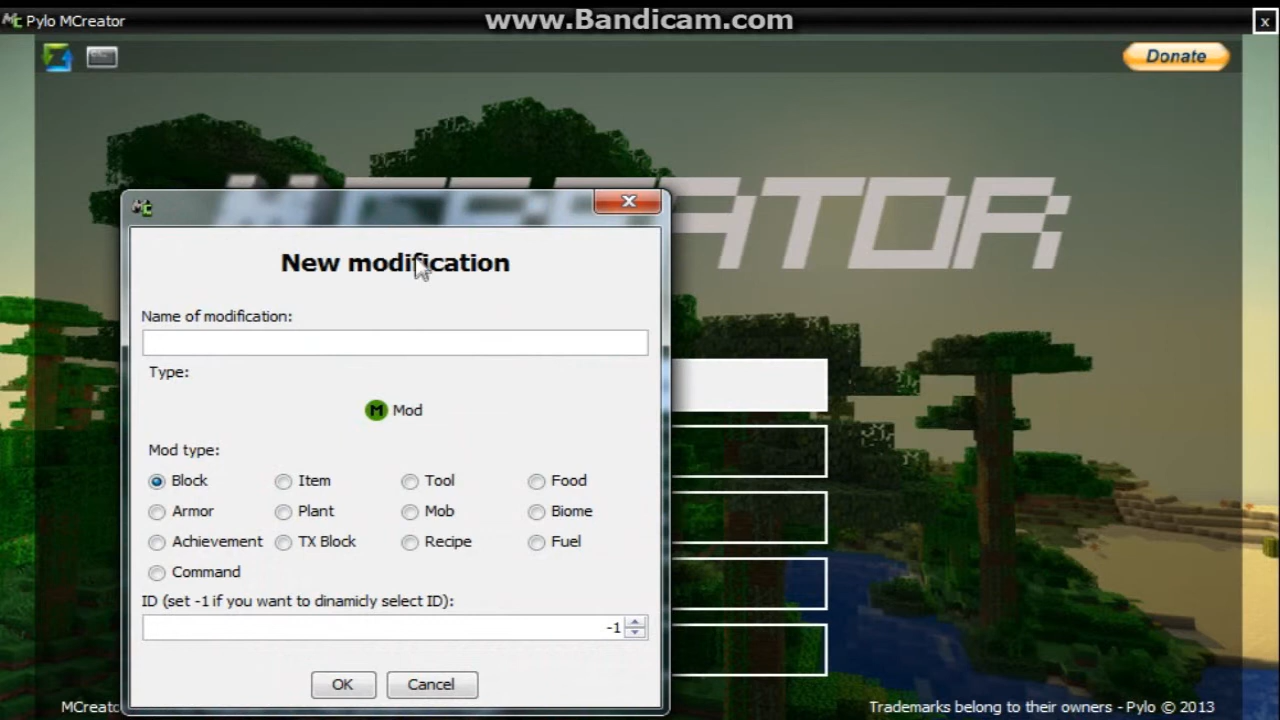 Pylo MCreator
www.Bandicam.com
x
Donate
New modification
Name of modification:
Type:
M Mod
Mod type:
Block Item Tool Food
Armor Plant Mob Biome
Achievement TX Block Recipe Fuel
Command
ID (set -1 if you want to dinamicly select ID):
-1
OK Cancel
Trademarks belong to their owners - Pylo © 2013